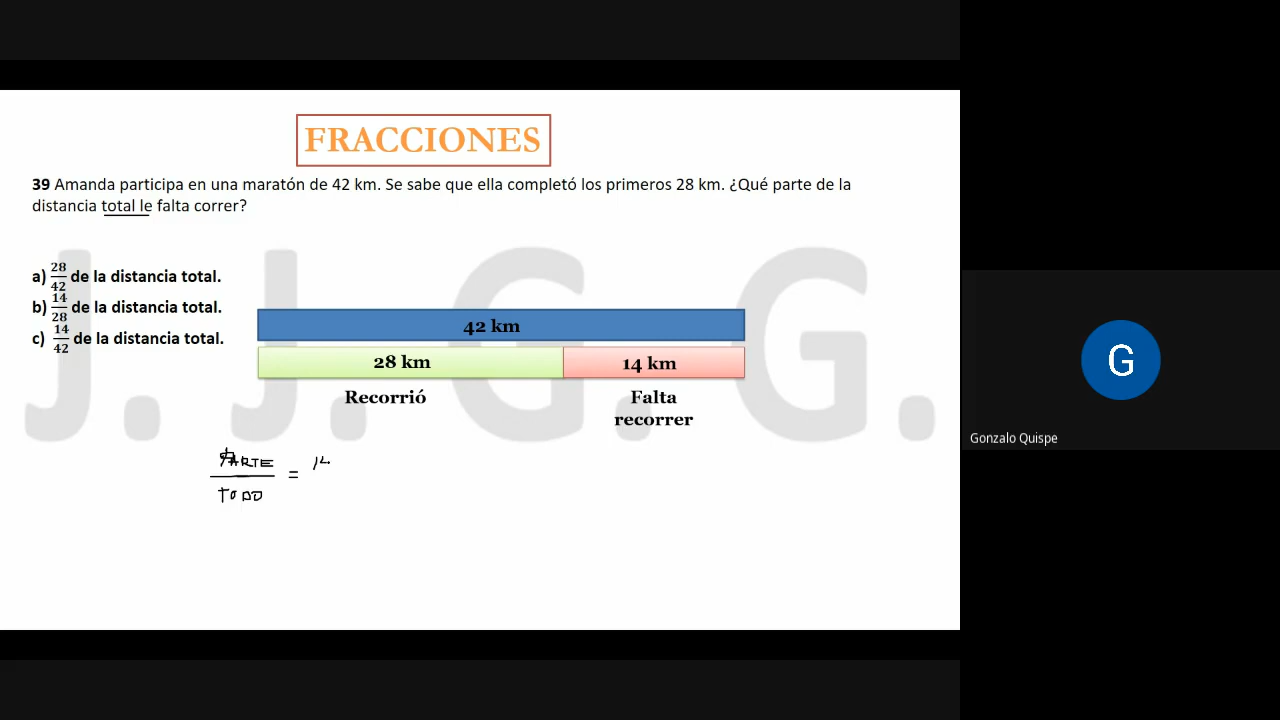 FRACCIONES
39 Amanda participa en una maratón de 42 km. Se sabe que ella completó los primeros 28 km. ¿Qué parte de la
distancia total le falta correr?
J. J. G. G.
a) 28/42 de la distancia total.
b) 14/28 de la distancia total.
c) 14/42 de la distancia total.
42 km
28 km 14 km
Recorrió Falta
recorrer
PARTE = 14
TODO
G
Gonzalo Quispe